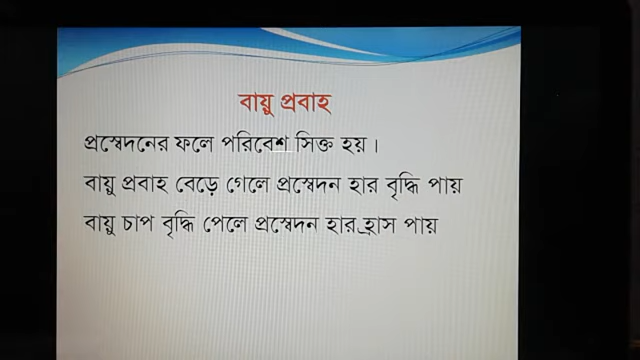 বায়ু প্রবাহ
প্রস্বেদনের ফলে পরিবেশ সিক্ত হয়।
বায়ু প্রবাহ বেড়ে গেলে প্রস্বেদন হার বৃদ্ধি পায়
বায়ু চাপ বৃদ্ধি পেলে প্রস্বেদন হার হ্রাস পায়